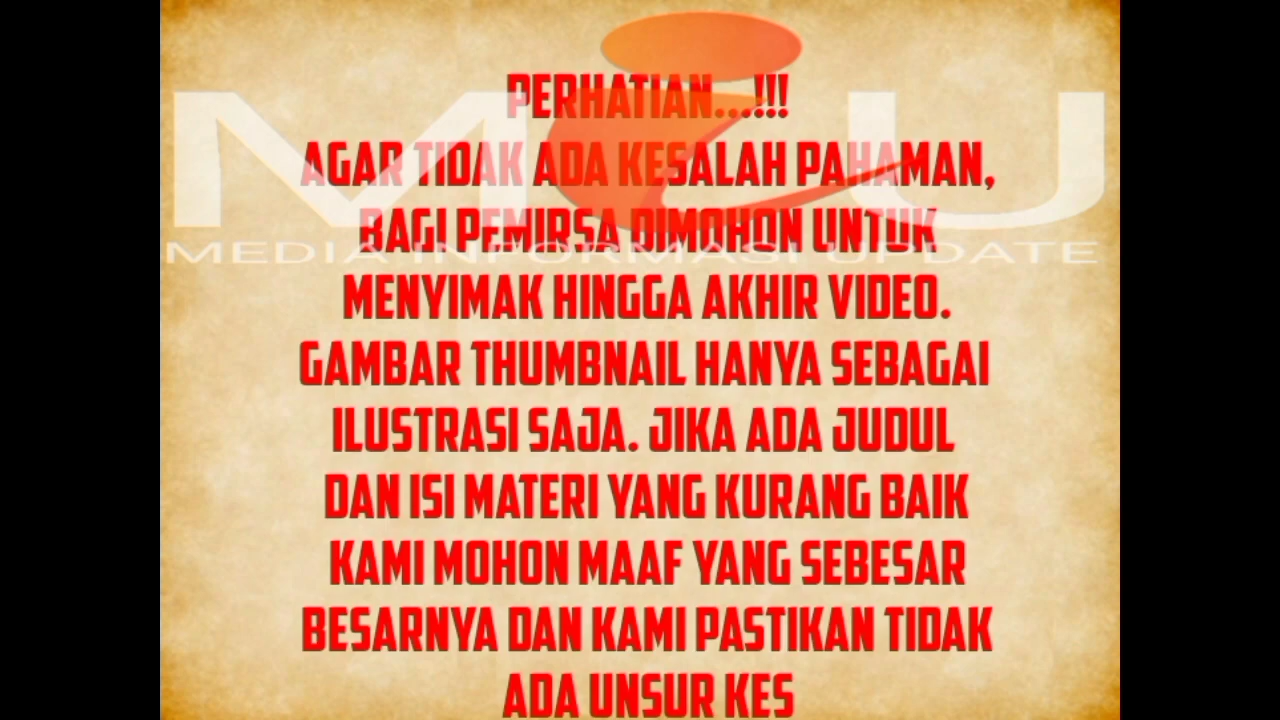 PERHATIAN...!!!
AGAR TIDAK ADA KESALAH PAHAMAN,
BAGI PEMIRSA DIMOHON UNTUK
MENYIMAK HINGGA AKHIR VIDEO.
GAMBAR THUMBNAIL HANYA SEBAGAI
ILUSTRASI SAJA. JIKA ADA JUDUL
DAN ISI MATERI YANG KURANG BAIK
KAMI MOHON MAAF YANG SEBESAR
BESARNYA DAN KAMI PASTIKAN TIDAK
ADA UNSUR KES
MiU
MEDIA INFORMASI UPDATE